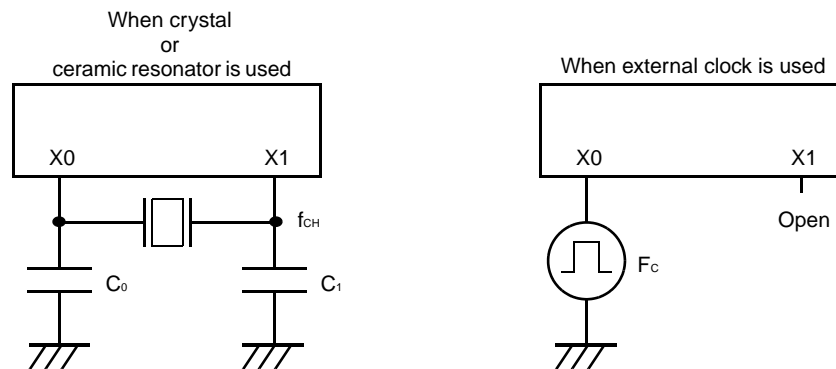 When crystal
or
ceramic resonator is used
X0
X1
fCH
C0
C1
When external clock is used
X0
X1
Open
FC